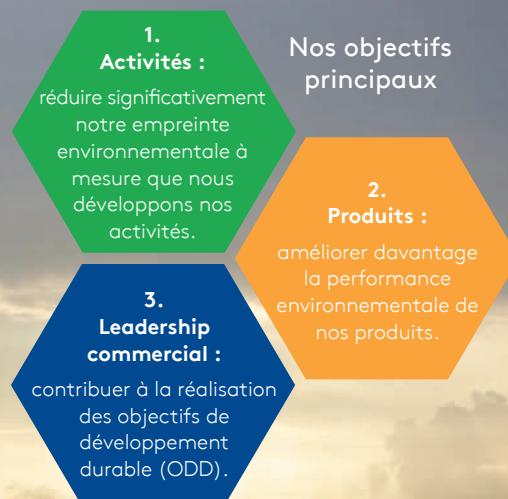 Nos objectifs
principaux
1.
Activités :
réduire significativement
notre empreinte
environnementale à
mesure que nous
développons nos
activités.
2.
Produits :
améliorer davantage
la performance
environnementale de
nos produits.
3.
Leadership
commercial :
contribuer à la réalisation
des objectifs de
développement
durable (ODD).